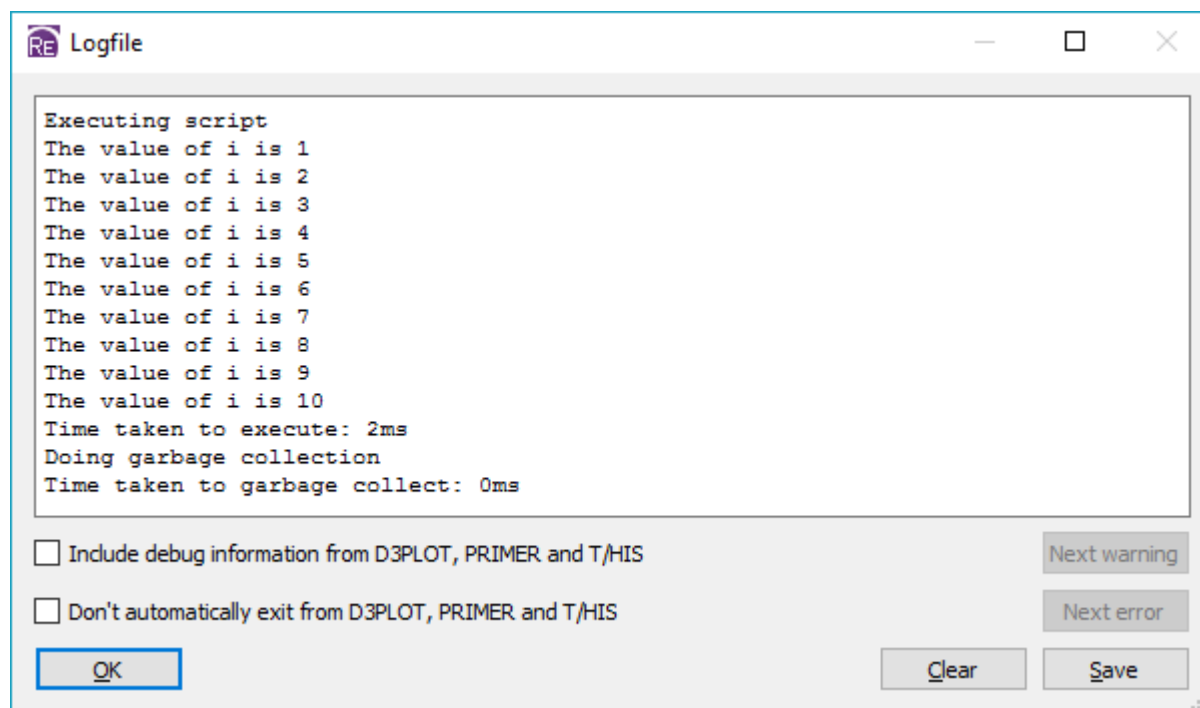 RE Logfile
Executing script
The value of i is 1
The value of i is 2
The value of i is 3
The value of i is 4
The value of i is 5
The value of i is 6
The value of i is 7
The value of i is 8
The value of i is 9
The value of i is 10
Time taken to execute: 2ms
Doing garbage collection
Time taken to garbage collect: 0ms
Include debug information from D3PLOT, PRIMER and T/HIS
Next warning
Don't automatically exit from D3PLOT, PRIMER and T/HIS
Next error
OK
Clear
Save